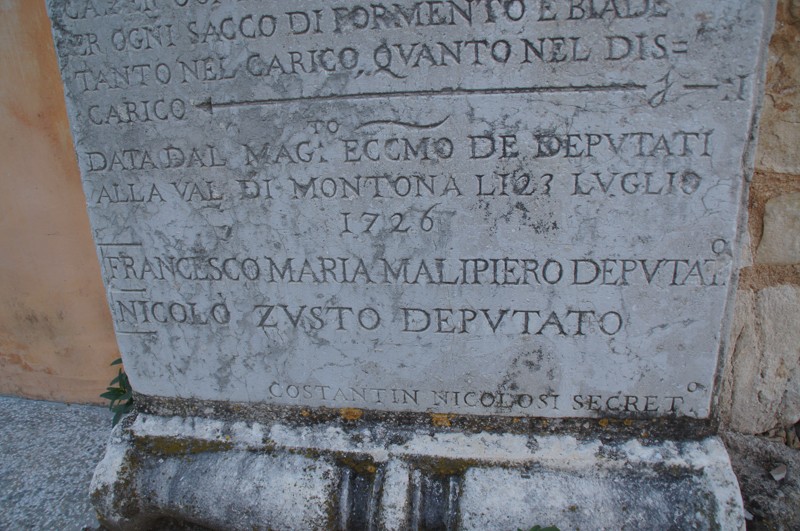 ER OGNI SACCO DI FORMENTO E BIADE
TANTO NEL CARICO, QVANTO NEL DIS=
CARICO
DATA DAL MAG.TO ECCMO DE DEPVTATI
ALLA VAL DI MONTONA LI 23 LVGLIO
1726
FRANCESCO MARIA MALIPIERO DEPVTAT.O
NICOLO ZVSTO DEPVTATO
COSTANTIN NICOLOSI SECRET.O